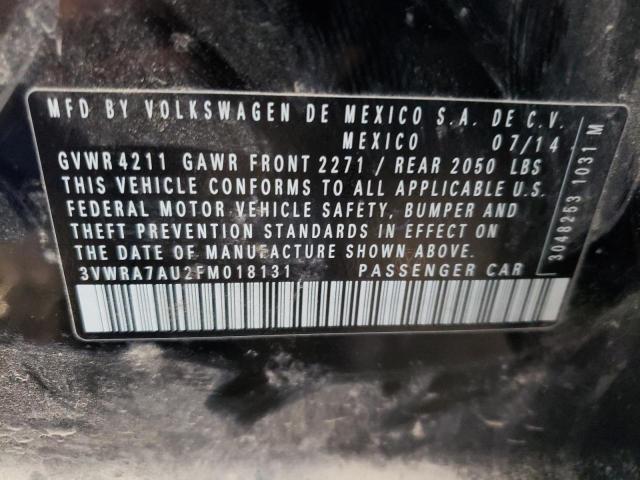 MFD BY VOLKSWAGEN DE MEXICO S.A. DE C.V.
MEXICO 07/14
GVWR 4211 GAWR FRONT 2271 / REAR 2050 LBS
THIS VEHICLE CONFORMS TO ALL APPLICABLE U.S.
FEDERAL MOTOR VEHICLE SAFETY, BUMPER AND
THEFT PREVENTION STANDARDS IN EFFECT ON
THE DATE OF MANUFACTURE SHOWN ABOVE.
3VWRA7AU2FM018131 PASSENGER CAR
3048263 1031 M